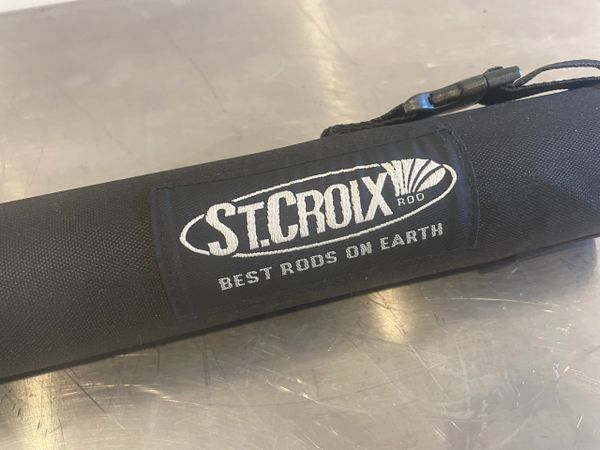 ST.CROIX
ROD
BEST RODS ON EARTH